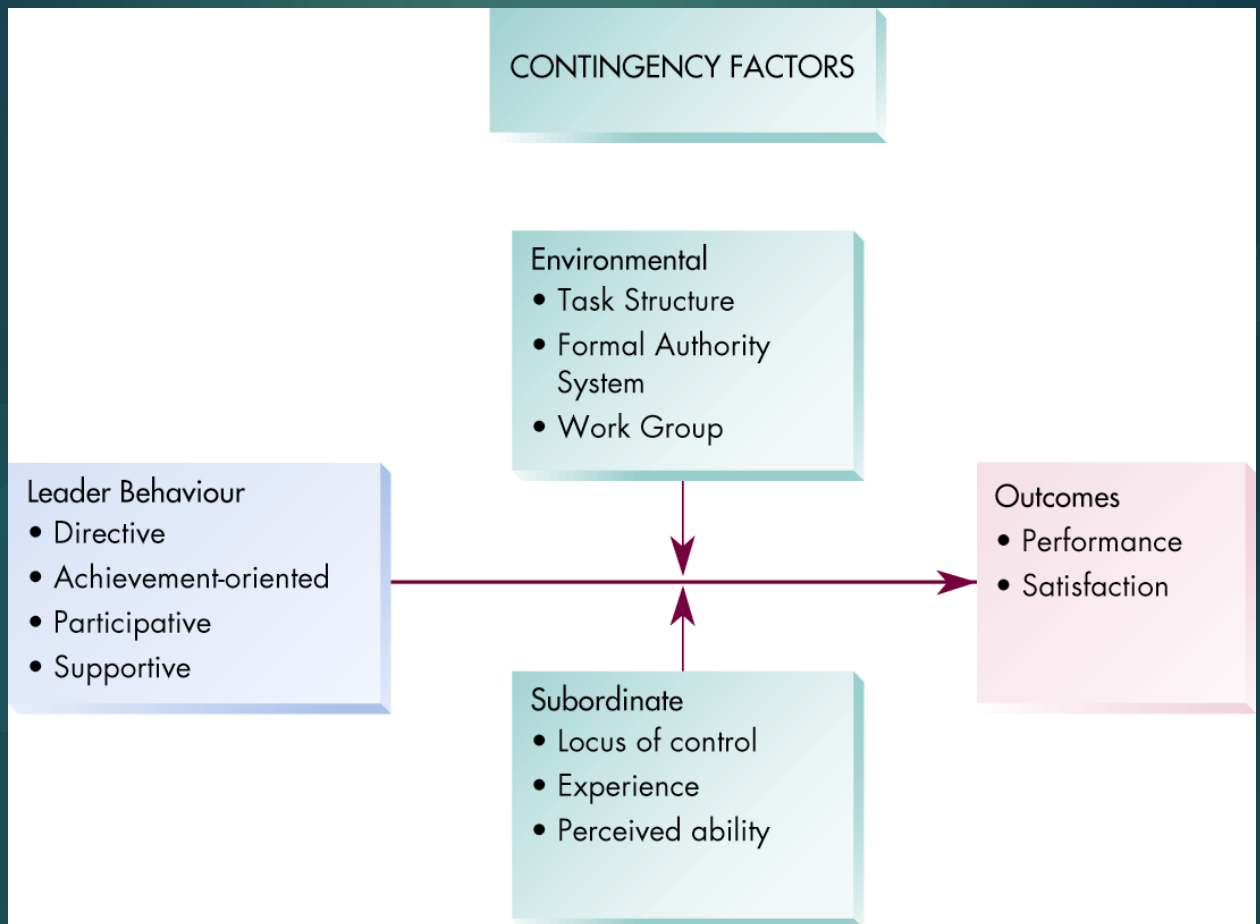 CONTINGENCY FACTORS
Environmental
• Task Structure
• Formal Authority
System
• Work Group
Leader Behaviour
• Directive
• Achievement-oriented
• Participative
• Supportive
Outcomes
• Performance
• Satisfaction
Subordinate
• Locus of control
• Experience
• Perceived ability